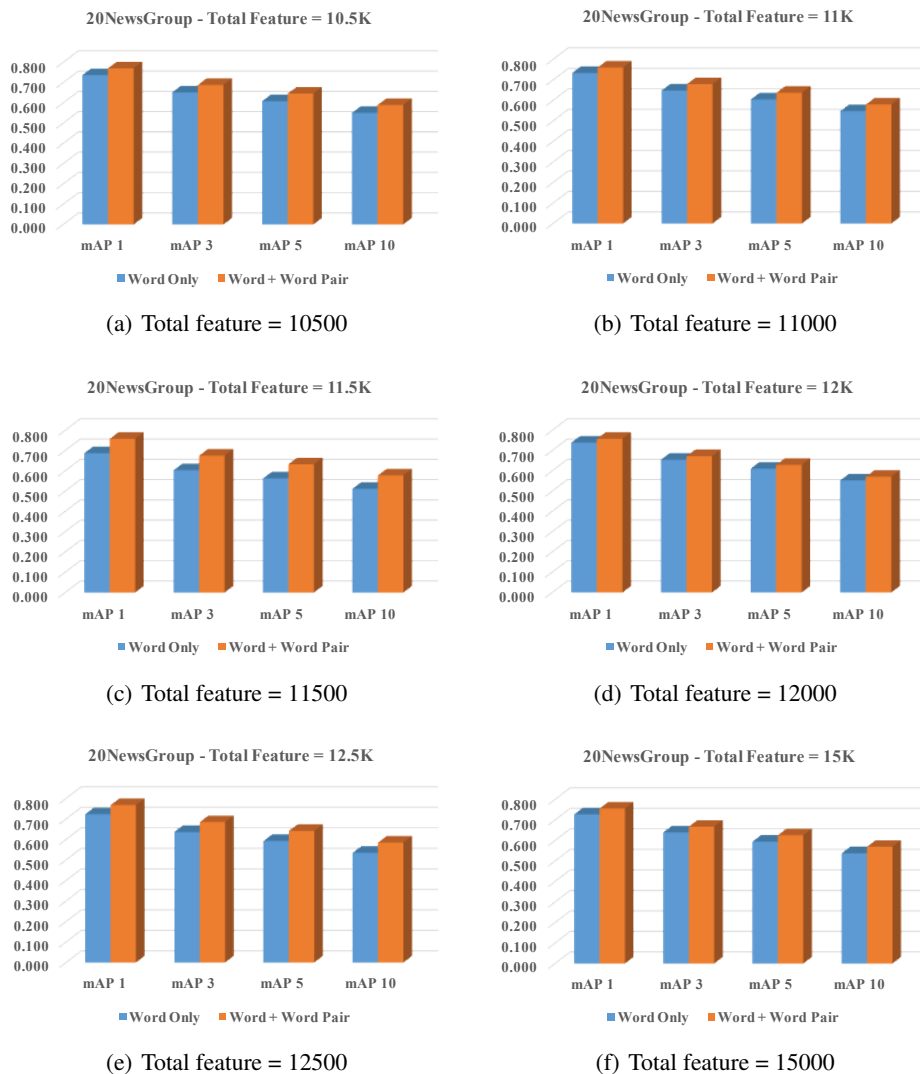 20NewsGroup - Total Feature = 10.5K
0.800
0.700
0.600
0.500
0.400
0.300
0.200
0.100
0.000
mAP 1 mAP 3 mAP 5 mAP 10
Word Only Word + Word Pair
(a) Total feature = 10500
20NewsGroup - Total Feature = 11K
0.800
0.700
0.600
0.500
0.400
0.300
0.200
0.100
0.000
mAP 1 mAP 3 mAP 5 mAP 10
Word Only Word + Word Pair
(b) Total feature = 11000
20NewsGroup - Total Feature = 11.5K
0.800
0.700
0.600
0.500
0.400
0.300
0.200
0.100
0.000
mAP 1 mAP 3 mAP 5 mAP 10
Word Only Word + Word Pair
(c) Total feature = 11500
20NewsGroup - Total Feature = 12K
0.800
0.700
0.600
0.500
0.400
0.300
0.200
0.100
0.000
mAP 1 mAP 3 mAP 5 mAP 10
Word Only Word + Word Pair
(d) Total feature = 12000
20NewsGroup - Total Feature = 12.5K
0.800
0.700
0.600
0.500
0.400
0.300
0.200
0.100
0.000
mAP 1 mAP 3 mAP 5 mAP 10
Word Only Word + Word Pair
(e) Total feature = 12500
20NewsGroup - Total Feature = 15K
0.800
0.700
0.600
0.500
0.400
0.300
0.200
0.100
0.000
mAP 1 mAP 3 mAP 5 mAP 10
Word Only Word + Word Pair
(f) Total feature = 15000